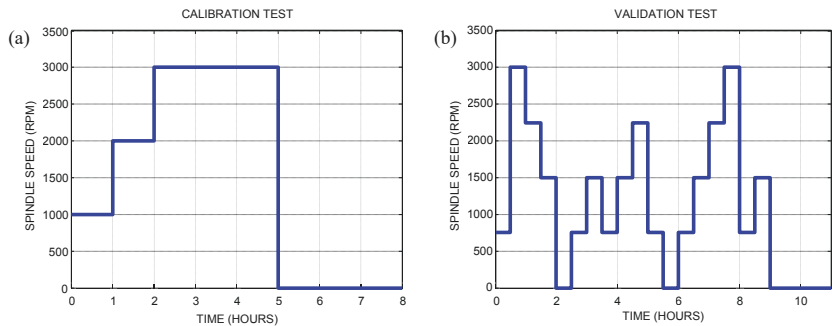 CALIBRATION TEST
(a)
3500
3000
2500
2000
1500
1000
500
0
SPINDLE SPEED (RPM)
0 1 2 3 4 5 6 7 8
TIME (HOURS)
VALIDATION TEST
(b)
3500
3000
2500
2000
1500
1000
500
0
SPINDLE SPEED (RPM)
0 2 4 6 8 10
TIME (HOURS)